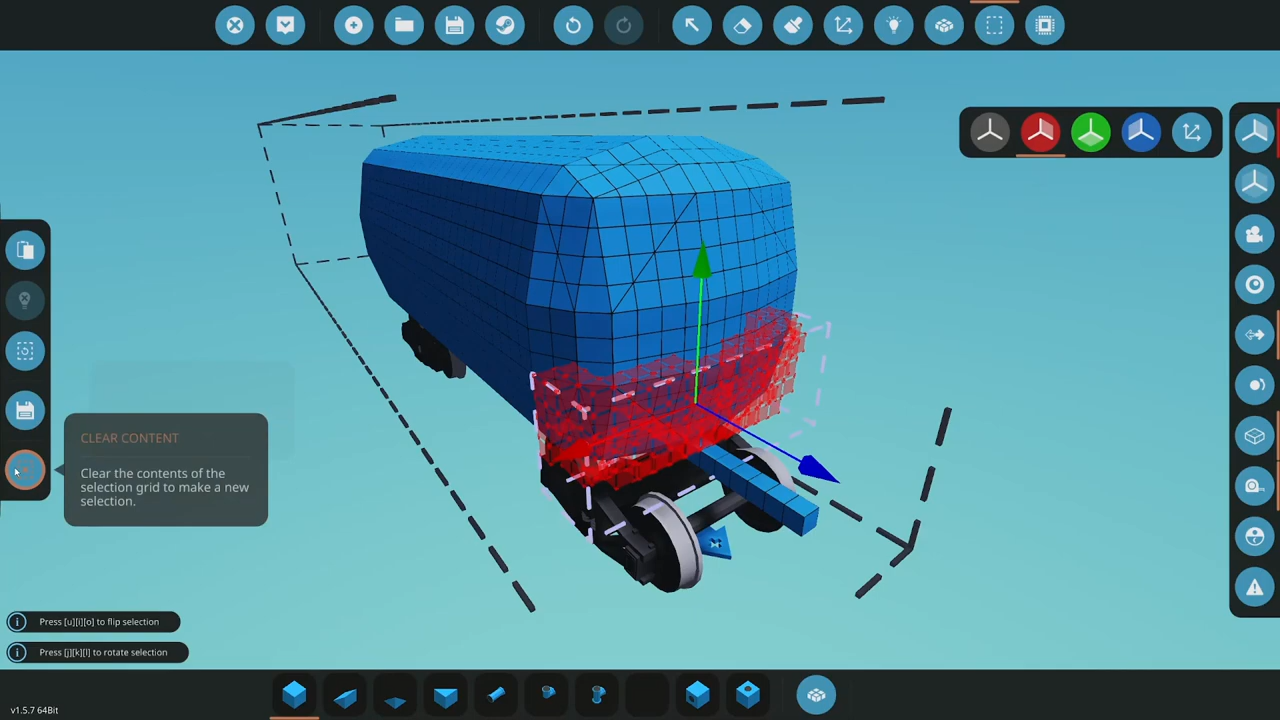 CLEAR CONTENT
Clear the contents of the
selection grid to make a new
selection.
Press [u][i][o] to flip selection
Press [j][k][l] to rotate selection
v1.5.7 64Bit